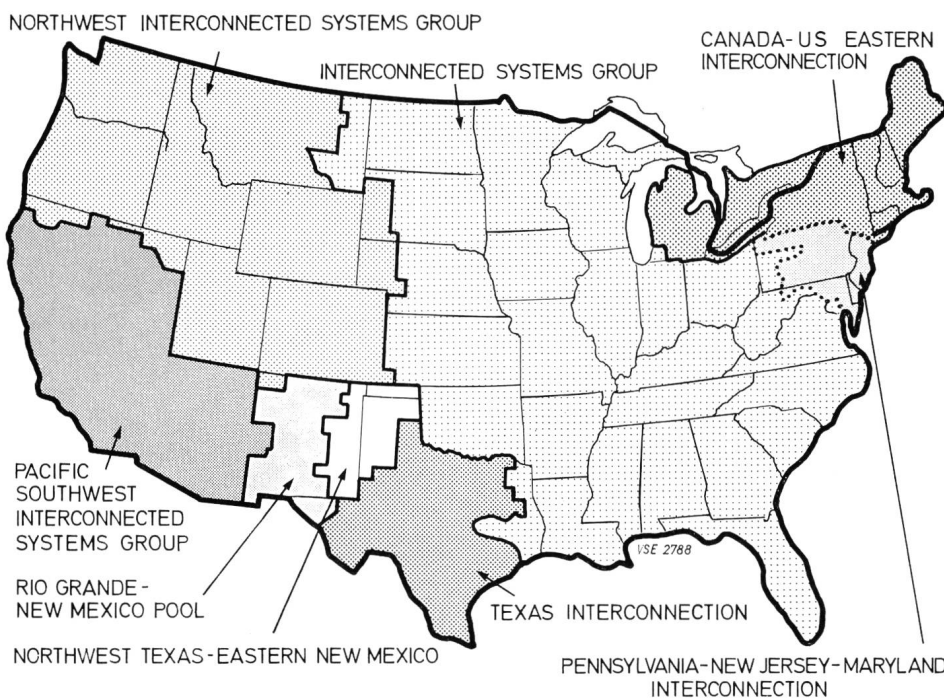 NORTHWEST INTERCONNECTED SYSTEMS GROUP
INTERCONNECTED SYSTEMS GROUP
CANADA-US EASTERN
INTERCONNECTION
PACIFIC
SOUTHWEST
INTERCONNECTED
SYSTEMS GROUP
RIO GRANDE-
NEW MEXICO POOL
NORTHWEST TEXAS-EASTERN NEW MEXICO
VSE 2788
TEXAS INTERCONNECTION
PENNSYLVANIA-NEW JERSEY-MARYLAND
INTERCONNECTION